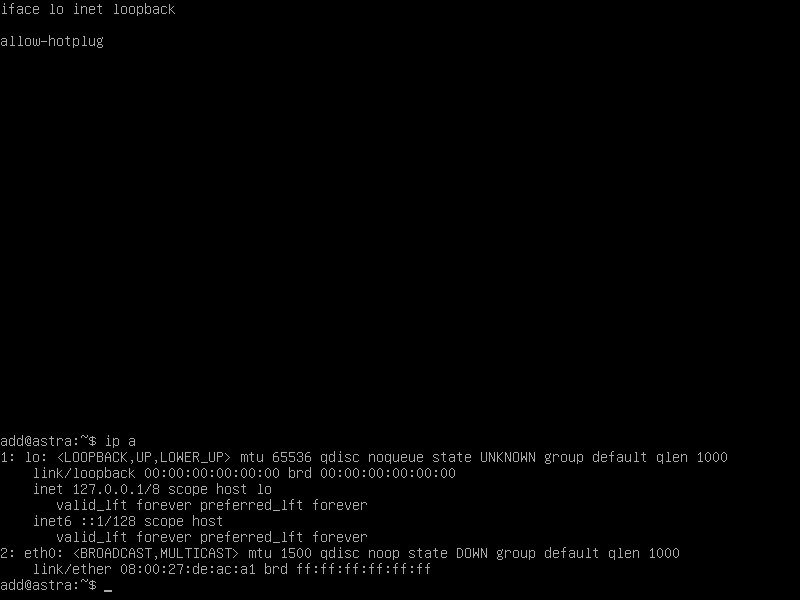 iface lo inet loopback
allow-hotplug
add@astra:~$ ip a
1: lo: <LOOPBACK,UP,LOWER_UP> mtu 65536 qdisc noqueue state UNKNOWN group default qlen 1000
    link/loopback 00:00:00:00:00:00 brd 00:00:00:00:00:00
    inet 127.0.0.1/8 scope host lo
       valid_lft forever preferred_lft forever
    inet6 ::1/128 scope host
       valid_lft forever preferred_lft forever
2: eth0: <BROADCAST,MULTICAST> mtu 1500 qdisc noop state DOWN group default qlen 1000
    link/ether 08:00:27:de:ac:a1 brd ff:ff:ff:ff:ff:ff
add@astra:~$ _